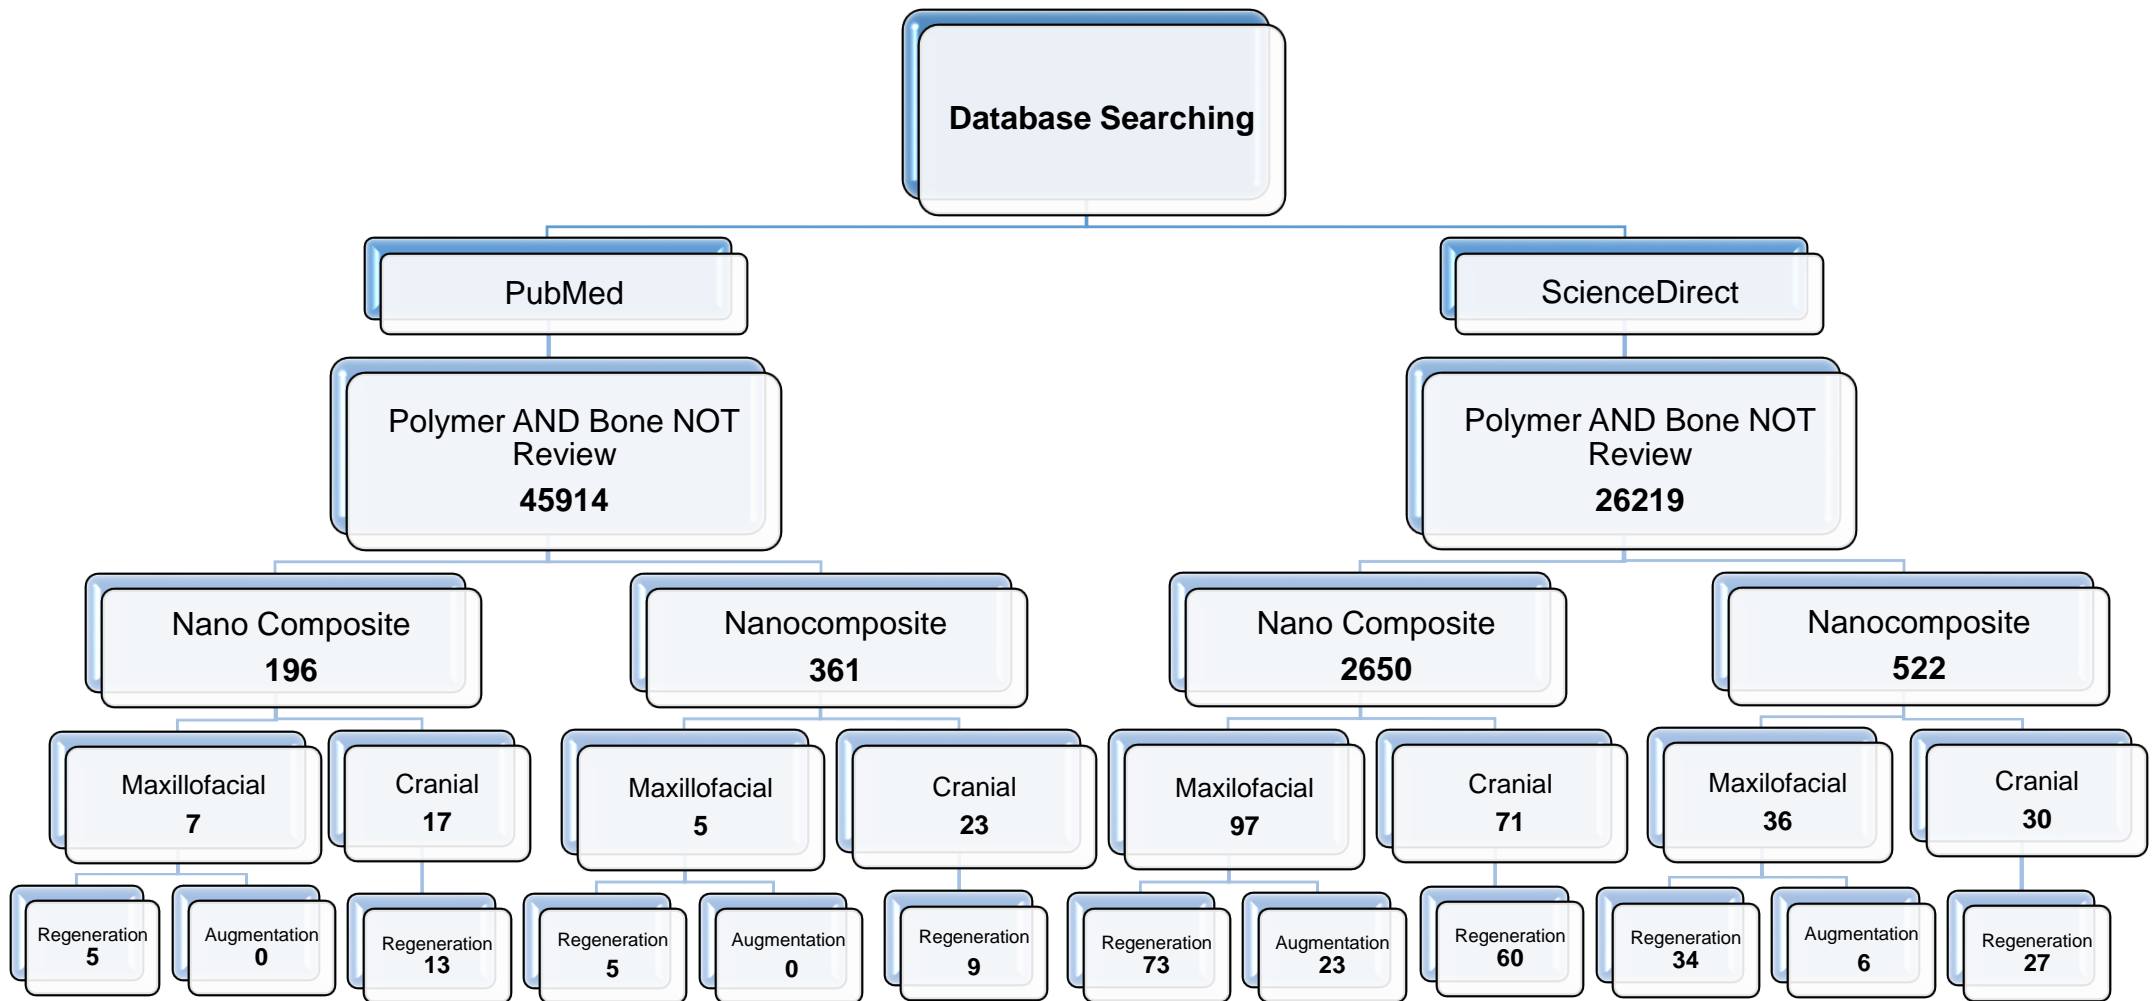 Database Searching
PubMed
ScienceDirect
Polymer AND Bone NOT
Review
45914
Polymer AND Bone NOT
Review
26219
Nano Composite
196
Nanocomposite
361
Nano Composite
2650
Nanocomposite
522
Maxillofacial
7
Cranial
17
Maxillofacial
5
Cranial
23
Maxilofacial
97
Cranial
71
Maxilofacial
36
Cranial
30
Regeneration
5
Augmentation
0
Regeneration
13
Regeneration
5
Augmentation
0
Regeneration
9
Regeneration
73
Augmentation
23
Regeneration
60
Regeneration
34
Augmentation
6
Regeneration
27